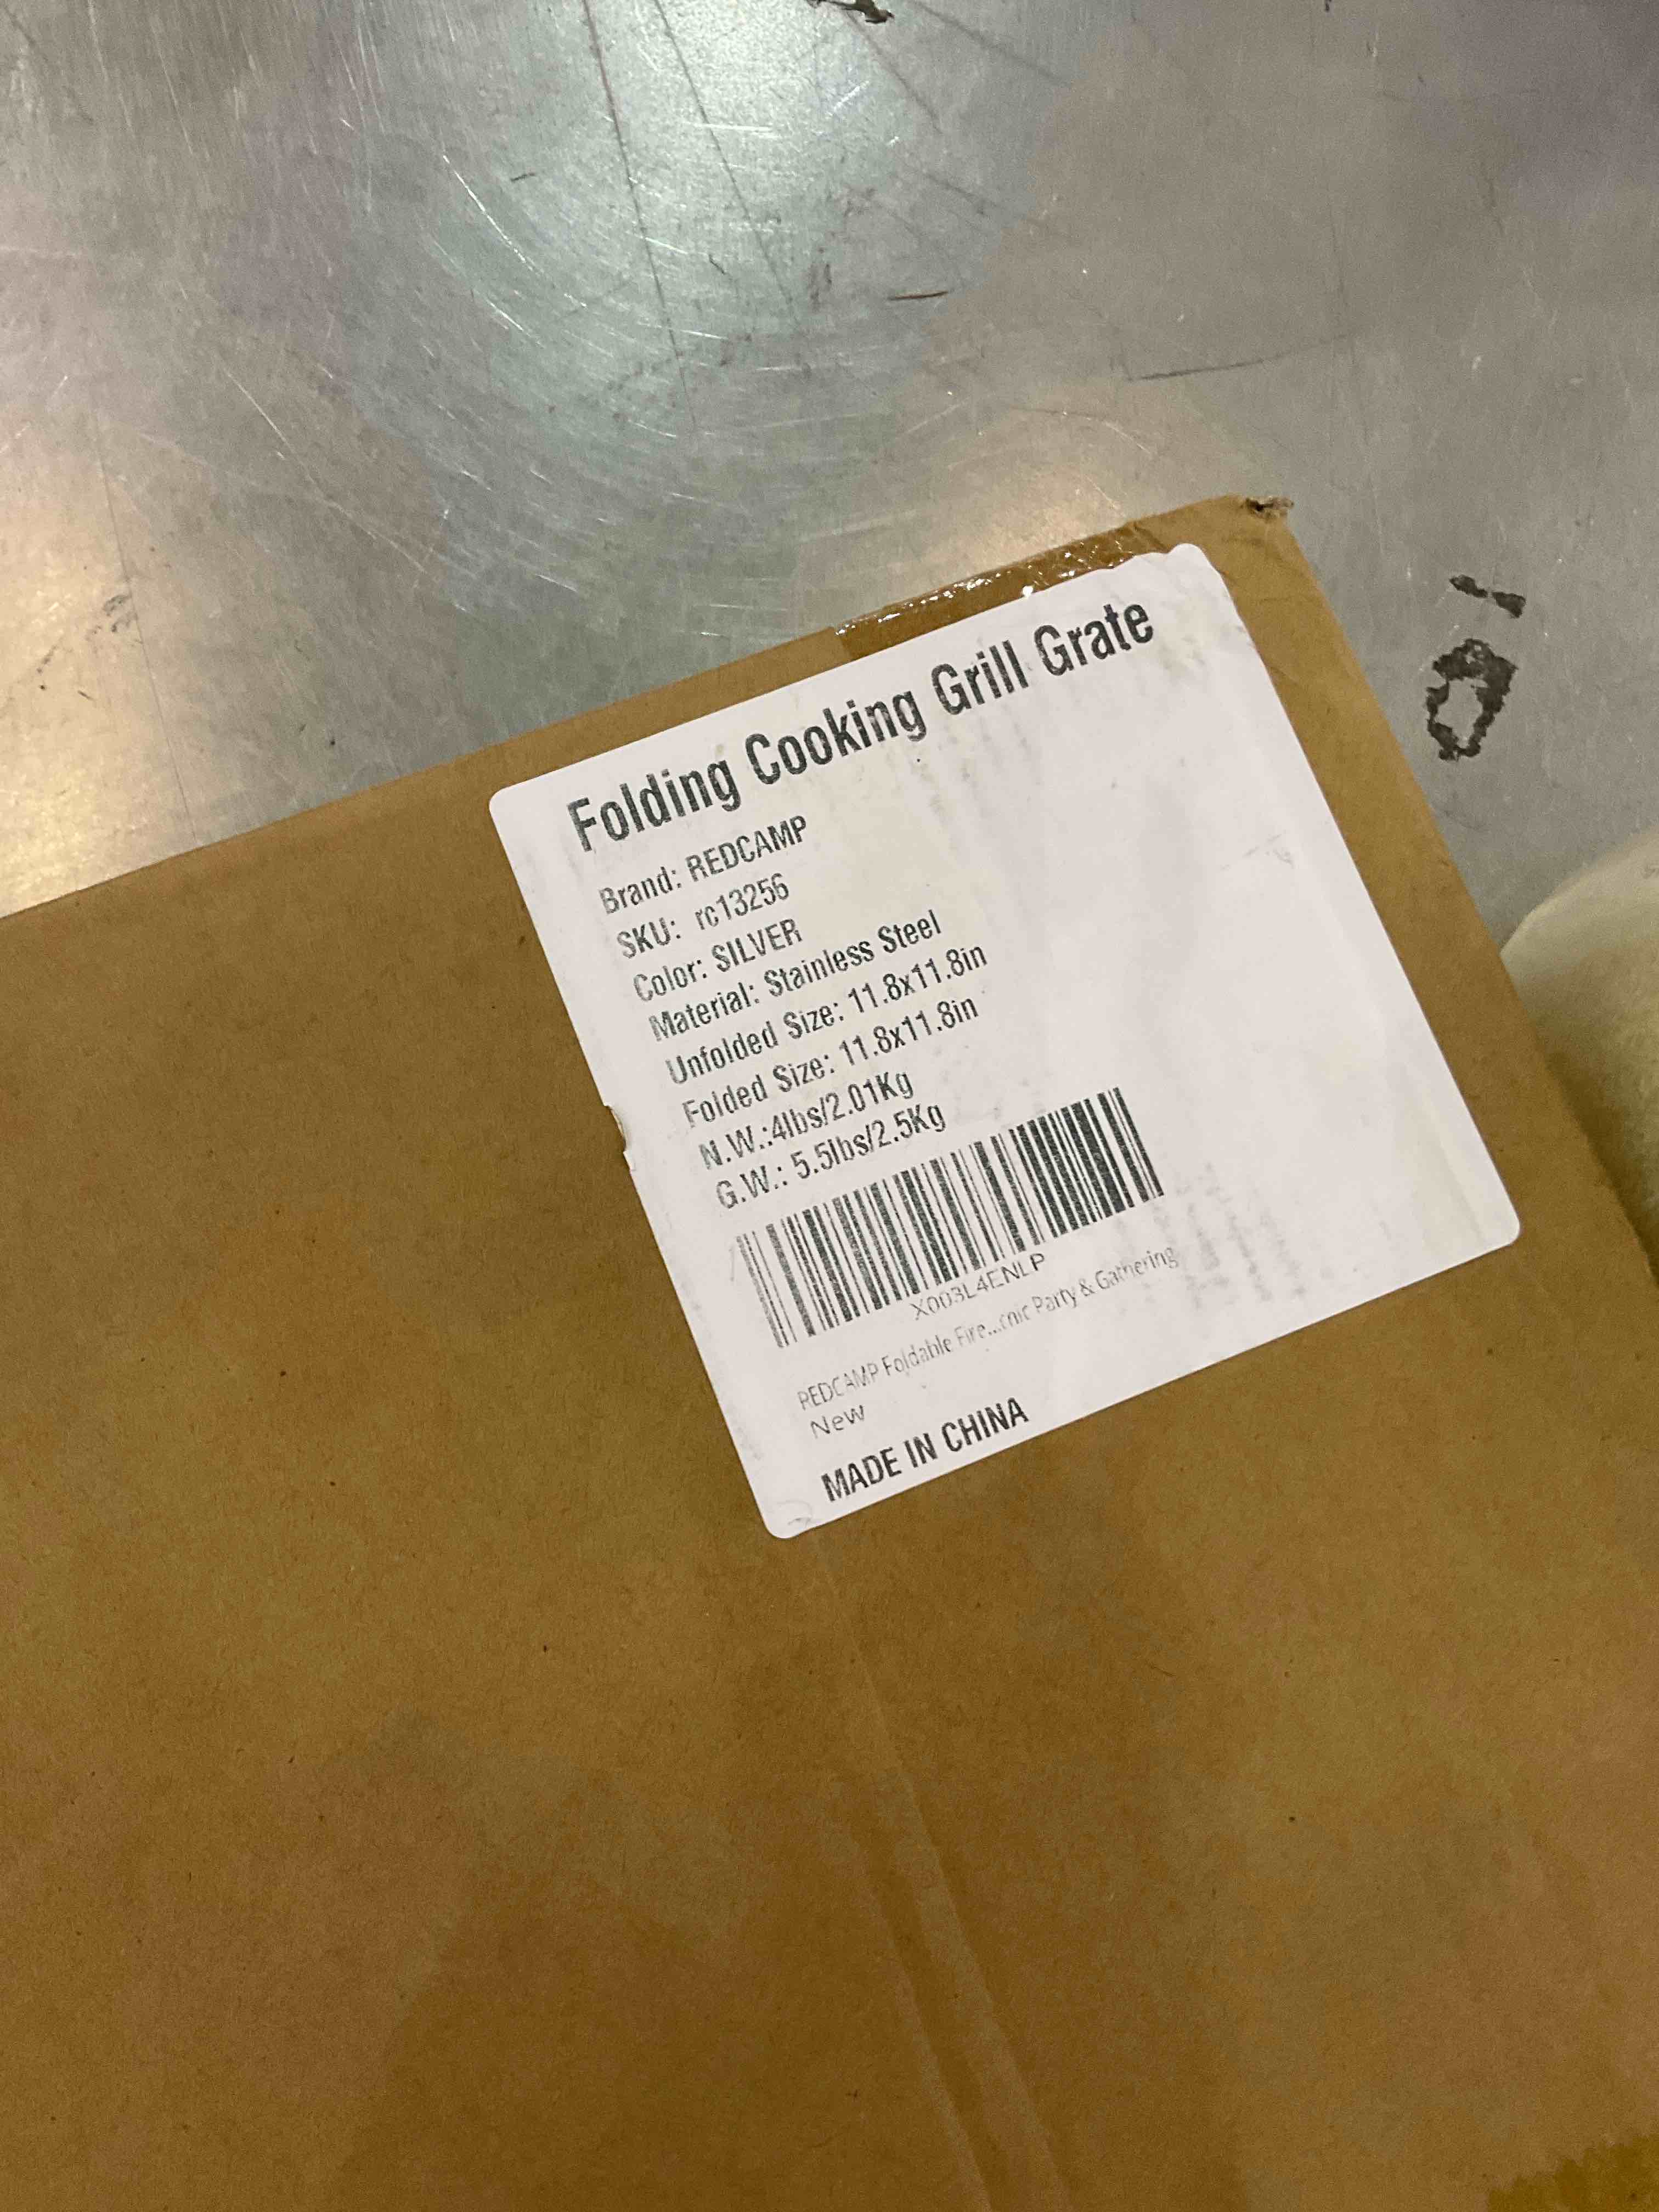 Folding Cooking Grill Grate
Brand: REDCAMP
SKU: rc13256
Color: SILVER
Material: Stainless Steel
Unfolded Size: 11.8x11.8in
Folded Size: 11.8x11.8in
N.W.:4lbs/2.01Kg
G.W.: 5.5lbs/2.5Kg
X003L4ENLP
REDCAMP Foldable Fire...cnic Party & Gathering
New
MADE IN CHINA